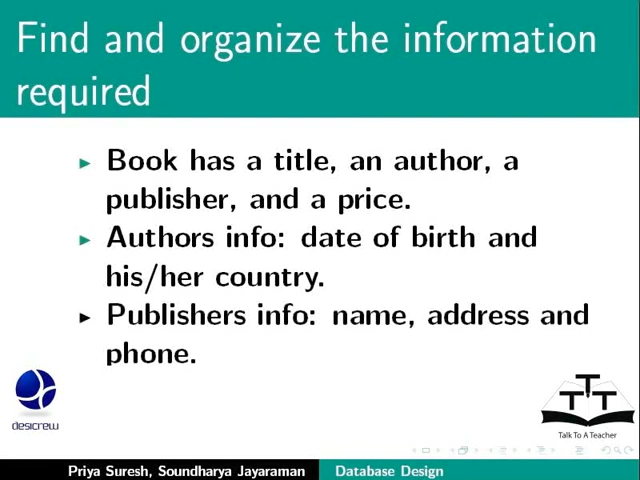 Find and organize the information
required
Book has a title, an author, a
publisher, and a price.
Authors info: date of birth and
his/her country.
Publishers info: name, address and
phone.
desicrew
T T T
Talk To A Teacher
Priya Suresh, Soundharya Jayaraman Database Design